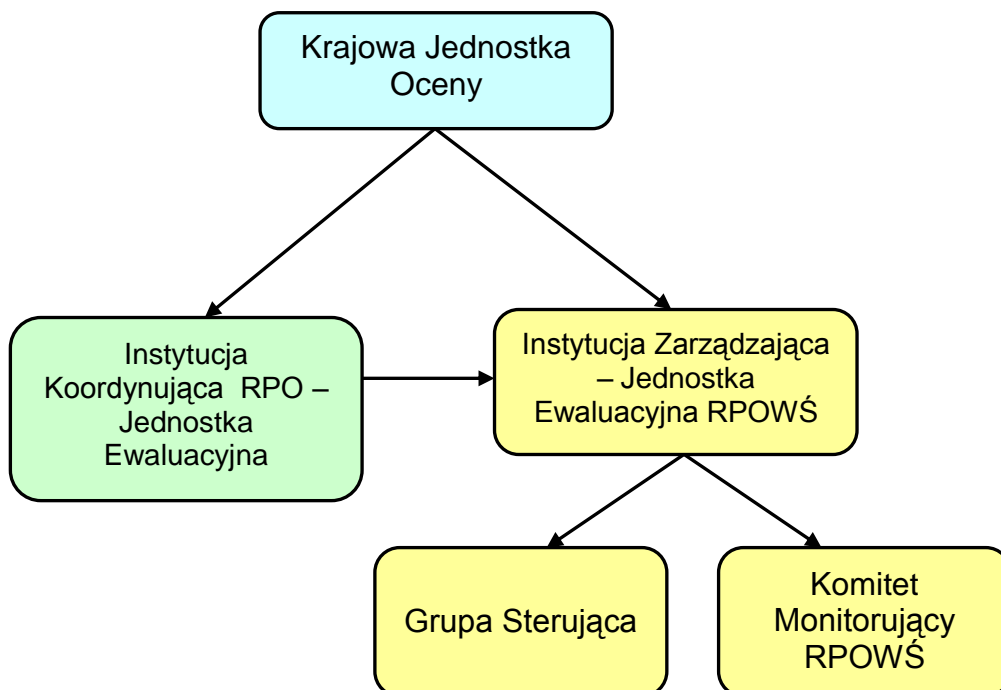 Krajowa Jednostka
Oceny
Instytucja
Koordynująca RPO –
Jednostka
Ewaluacyjna
Instytucja Zarządzająca
– Jednostka
Ewaluacyjna RPOWŚ
Grupa Sterująca
Komitet
Monitorujący
RPOWŚ